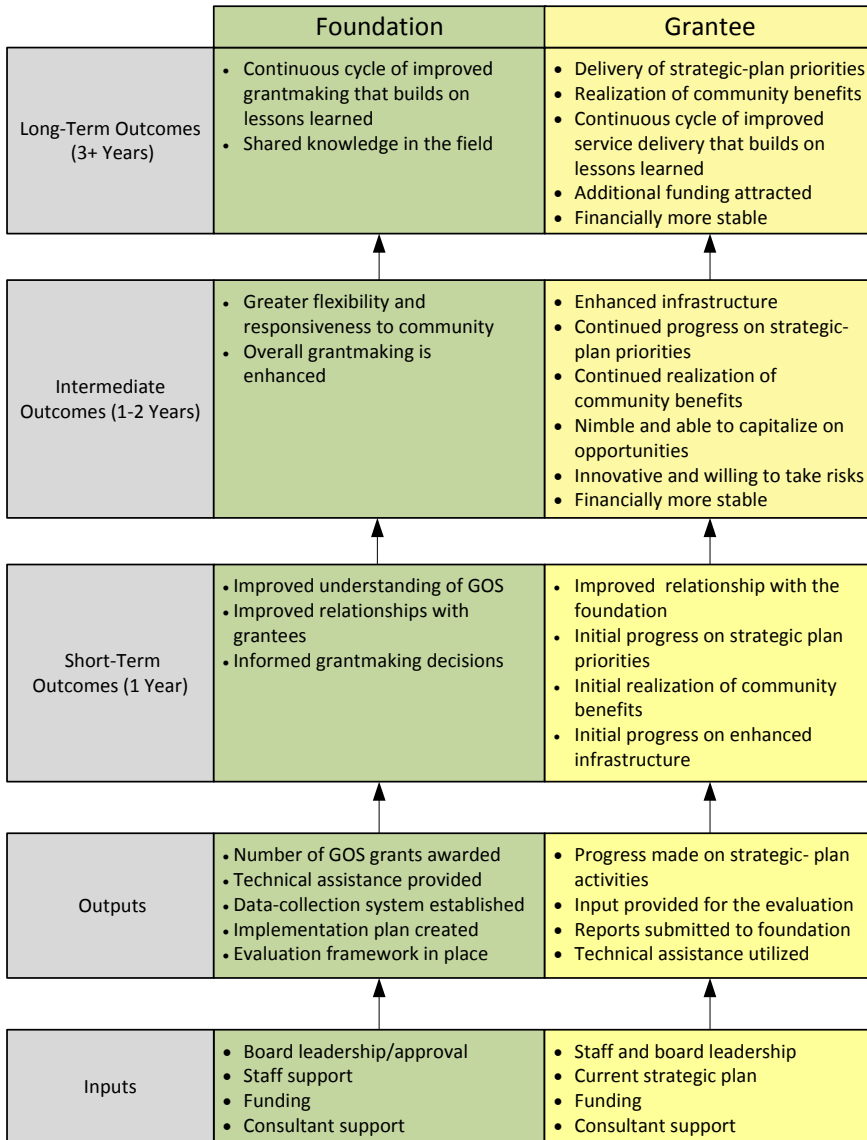 Foundation
Grantee
Long-Term Outcomes
(3+ Years)
• Continuous cycle of improved
grantmaking that builds on
lessons learned
• Shared knowledge in the field
• Delivery of strategic-plan priorities
• Realization of community benefits
• Continuous cycle of improved
service delivery that builds on
lessons learned
• Additional funding attracted
• Financially more stable
Intermediate
Outcomes (1-2 Years)
• Greater flexibility and
responsiveness to community
• Overall grantmaking is
enhanced
• Enhanced infrastructure
• Continued progress on strategic-
plan priorities
• Continued realization of
community benefits
• Nimble and able to capitalize on
opportunities
• Innovative and willing to take risks
• Financially more stable
Short-Term
Outcomes (1 Year)
• Improved understanding of GOS
• Improved relationships with
grantees
• Informed grantmaking decisions
• Improved relationship with the
foundation
• Initial progress on strategic plan
priorities
• Initial realization of community
benefits
• Initial progress on enhanced
infrastructure
Outputs
• Number of GOS grants awarded
• Technical assistance provided
• Data-collection system established
• Implementation plan created
• Evaluation framework in place
• Progress made on strategic- plan
activities
• Input provided for the evaluation
• Reports submitted to foundation
• Technical assistance utilized
Inputs
• Board leadership/approval
• Staff support
• Funding
• Consultant support
• Staff and board leadership
• Current strategic plan
• Funding
• Consultant support